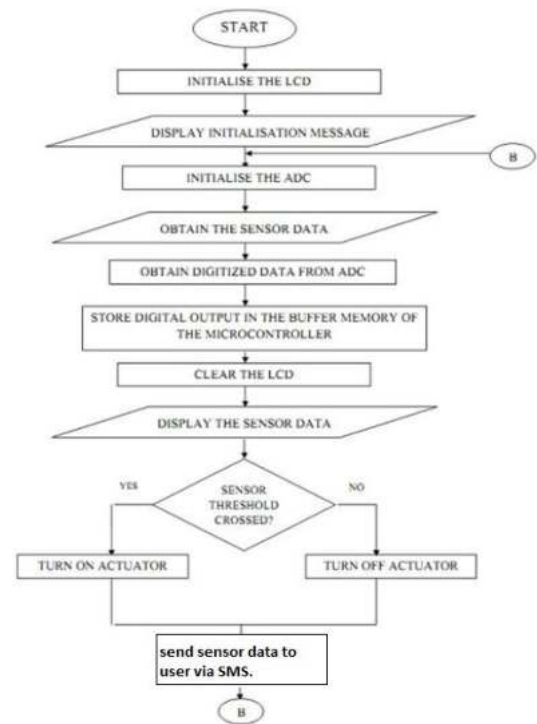 START
INITIALISE THE LCD
DISPLAY INITIALISATION MESSAGE
B
INITIALISE THE ADC
OBTAIN THE SENSOR DATA
OBTAIN DIGITIZED DATA FROM ADC
STORE DIGITAL OUTPUT IN THE BUFFER MEMORY OF
THE MICROCONTROLLER
CLEAR THE LCD
DISPLAY THE SENSOR DATA
YES
SENSOR
THRESHOLD
CROSSED?
NO
TURN ON ACTUATOR
TURN OFF ACTUATOR
send sensor data to
user via SMS.
B